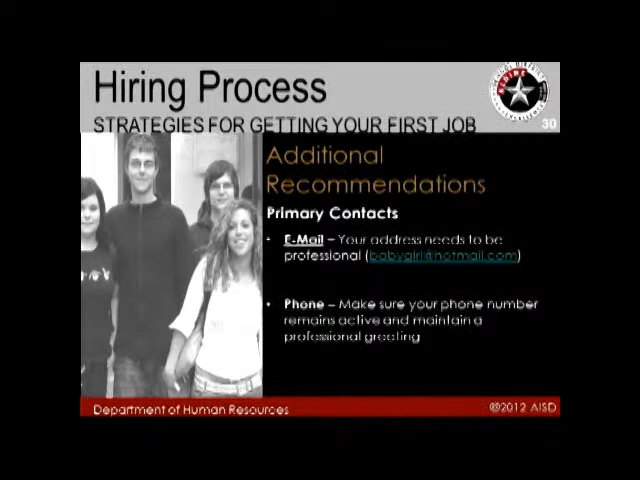 Hiring Process
STRATEGIES FOR GETTING YOUR FIRST JOB
30
Additional
Recommendations
Primary Contacts
• E-Mail – Your address needs to be
professional (babygirl@hotmail.com)
• Phone – Make sure your phone number
remains active and maintain a
professional greeting
Department of Human Resources
©2012 AISD